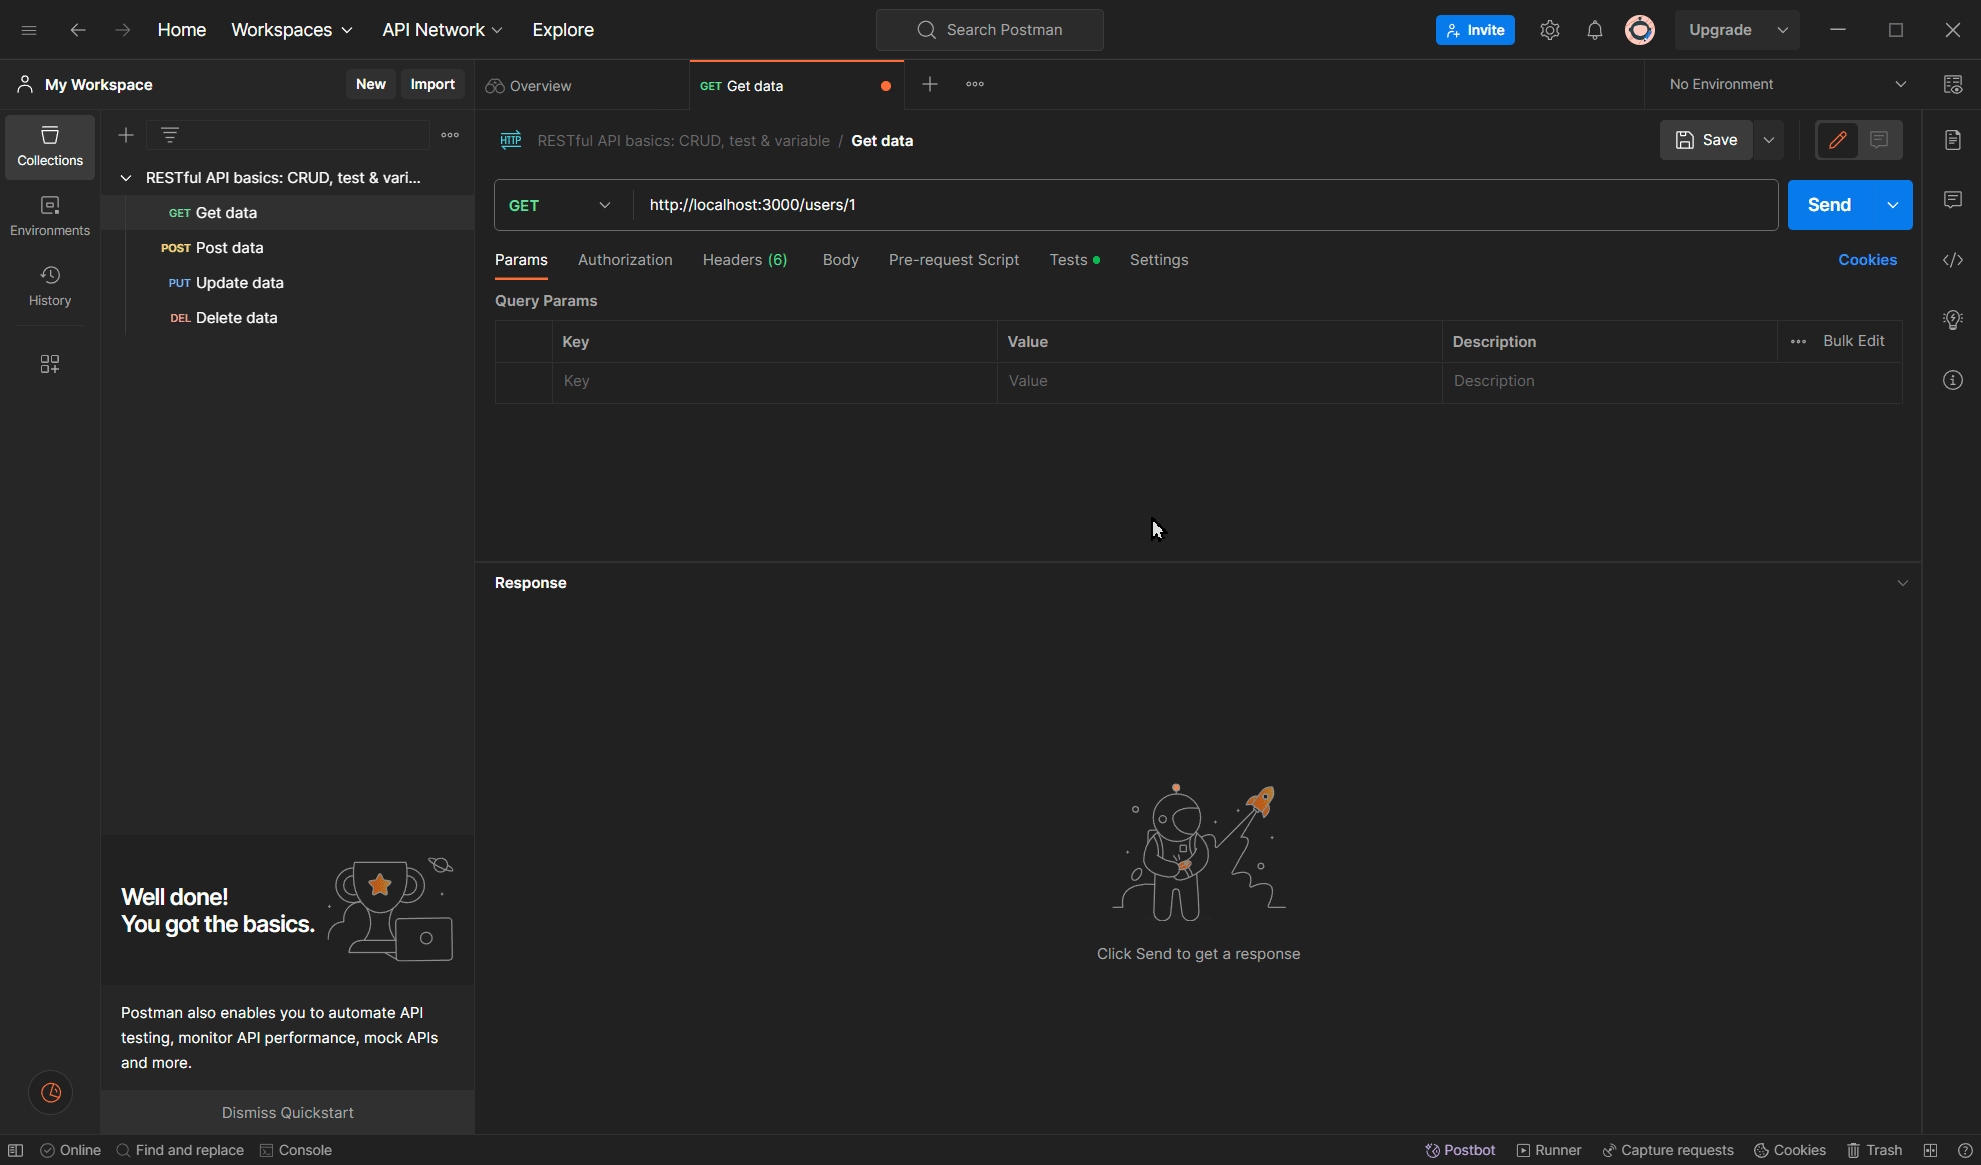 Home Workspaces API Network Explore Search Postman Invite Upgrade
My Workspace New Import Overview GET Get data No Environment
HTTP RESTful API basics: CRUD, test & variable / Get data Save
Collections
RESTful API basics: CRUD, test & vari...
GET Get data
POST Post data
PUT Update data
DEL Delete data
Environments
History
GET http://localhost:3000/users/1 Send
Params Authorization Headers (6) Body Pre-request Script Tests Settings Cookies
Query Params
Key Value Description Bulk Edit
Key Value Description
Response
Click Send to get a response
Well done!
You got the basics.
Postman also enables you to automate API
testing, monitor API performance, mock APIs
and more.
Dismiss Quickstart
Online Find and replace Console Postbot Runner Capture requests Cookies Trash